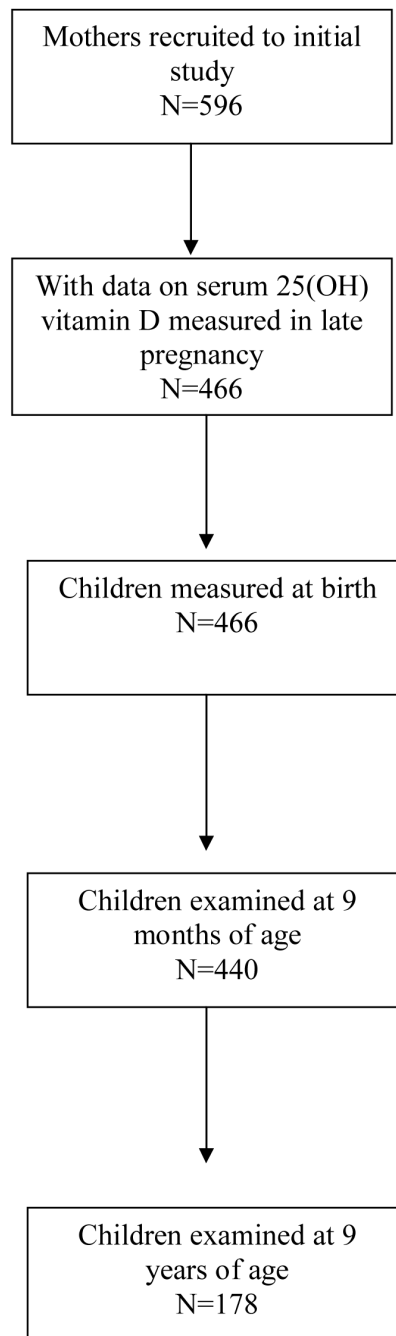 Mothers recruited to initial
study
N=596
With data on serum 25(OH)
vitamin D measured in late
pregnancy
N=466
Children measured at birth
N=466
Children examined at 9
months of age
N=440
Children examined at 9
years of age
N=178